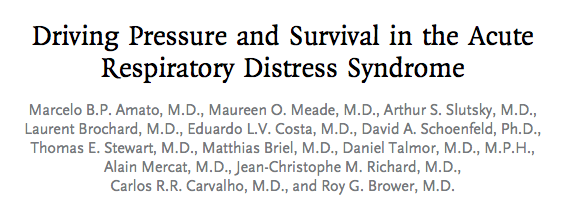 Driving Pressure and Survival in the Acute
Respiratory Distress Syndrome
Marcelo B.P. Amato, M.D., Maureen O. Meade, M.D., Arthur S. Slutsky, M.D.,
Laurent Brochard, M.D., Eduardo L.V. Costa, M.D., David A. Schoenfeld, Ph.D.,
Thomas E. Stewart, M.D., Matthias Briel, M.D., Daniel Talmor, M.D., M.P.H.,
Alain Mercat, M.D., Jean-Christophe M. Richard, M.D.,
Carlos R.R. Carvalho, M.D., and Roy G. Brower, M.D.